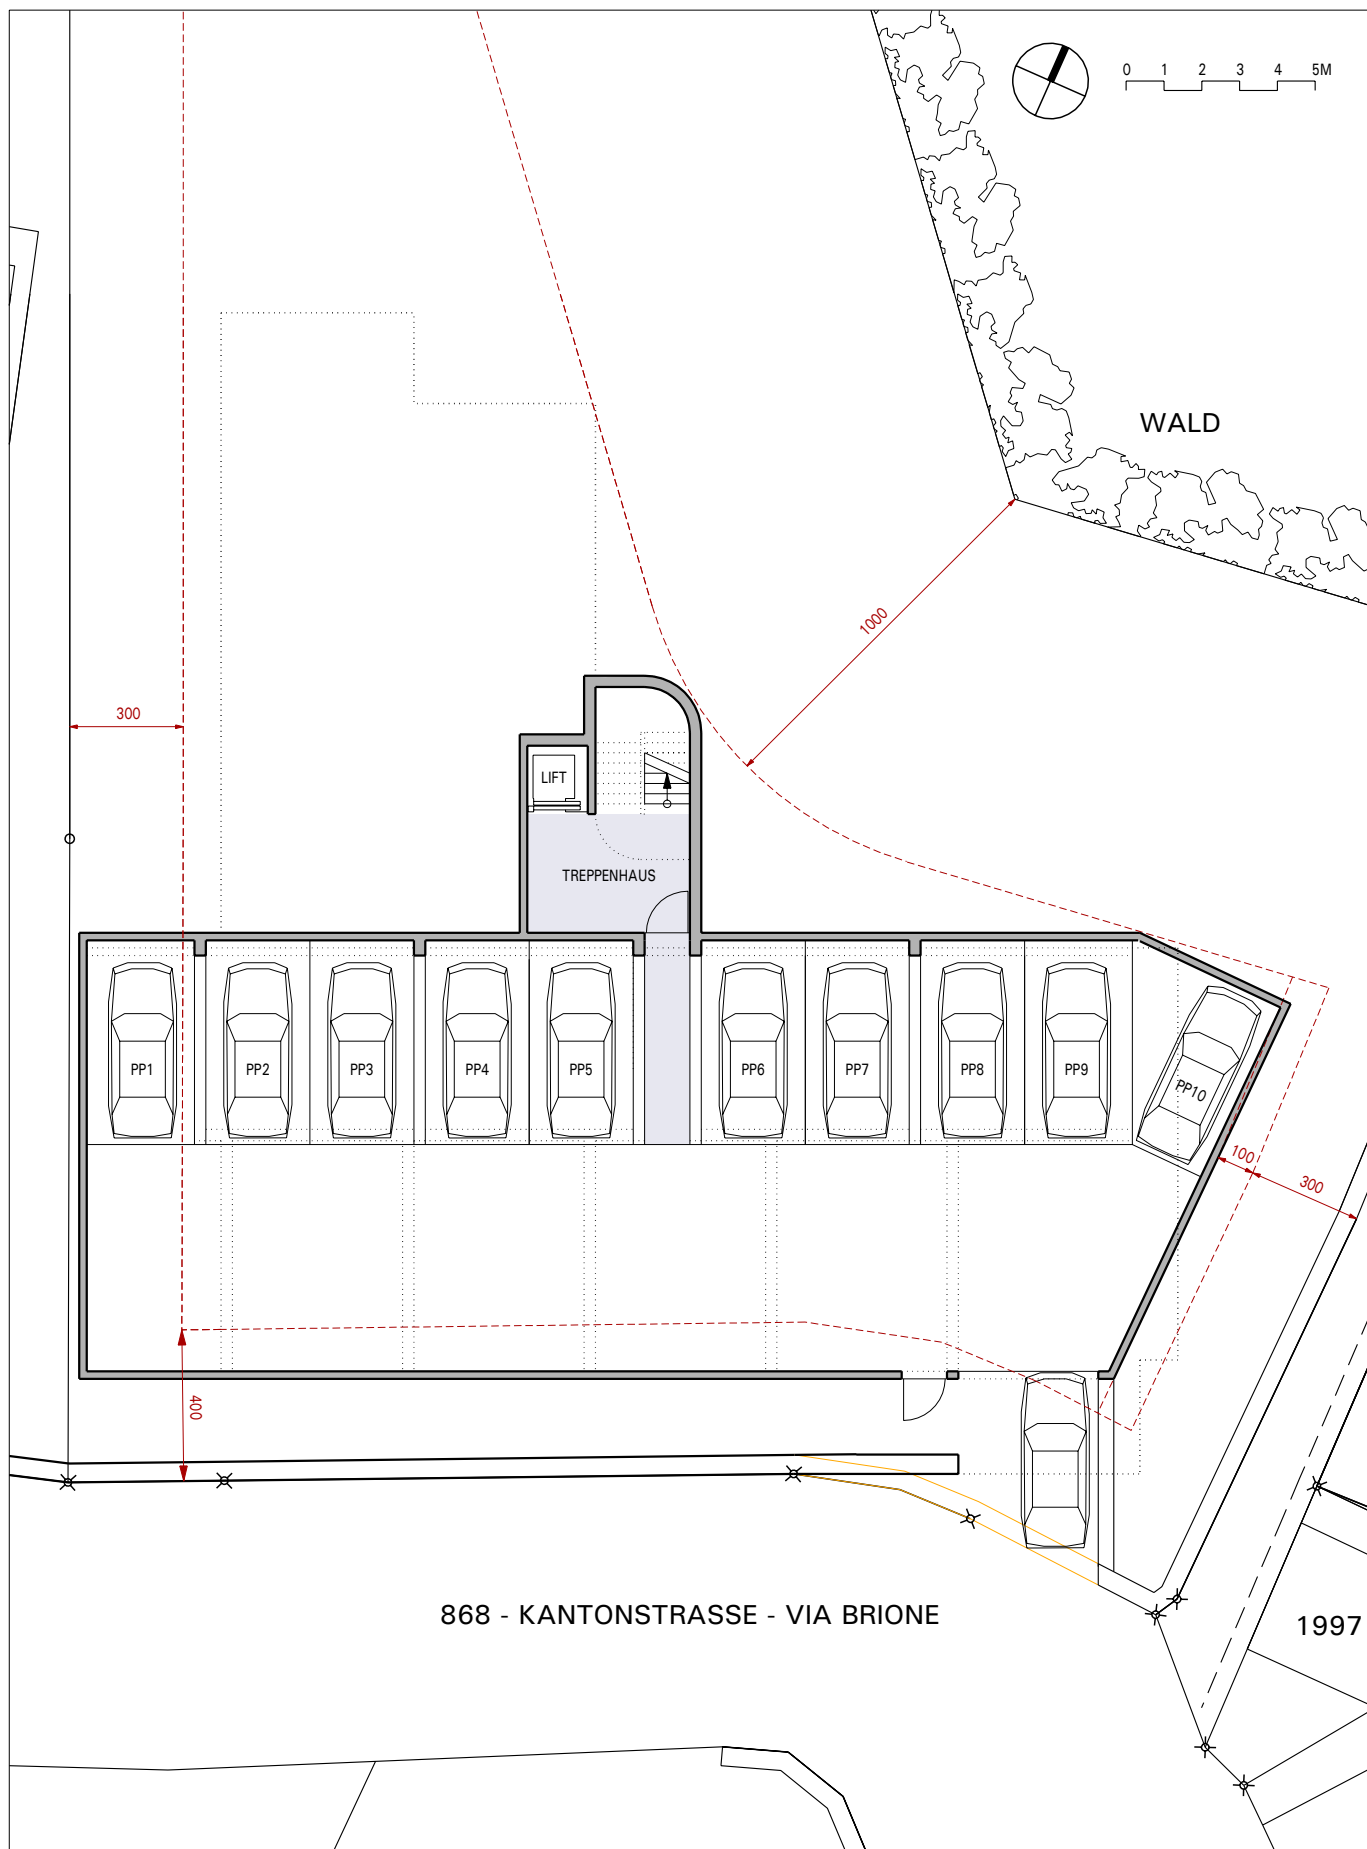 0 1 2 3 4 5M
WALD
1000
300
LIFT
TREPPENHAUS
PP1 PP2 PP3 PP4 PP5 PP6 PP7 PP8 PP9 PP10
100
300
400
868 - KANTONSTRASSE - VIA BRIONE
1997